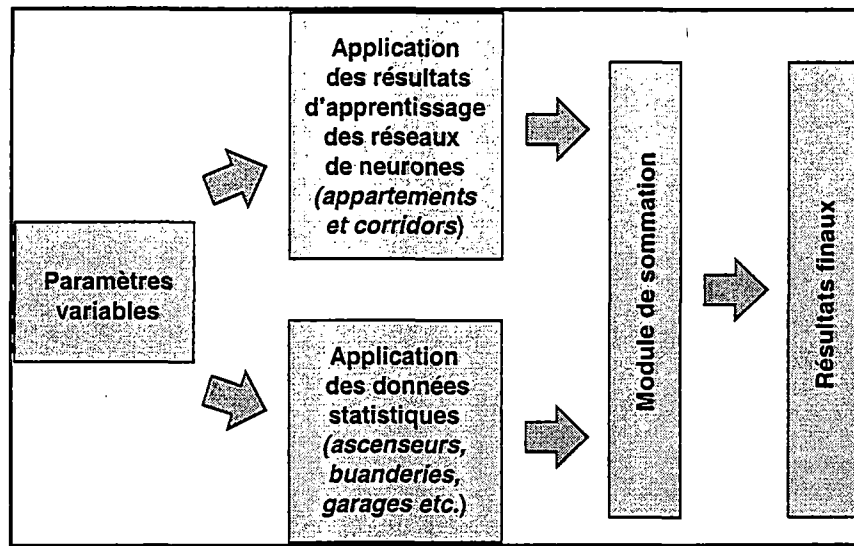 Application
des résultats
d'apprentissage
des réseaux
de neurones
(appartements
et corridors)
Paramètres
variables
Application
des données
statistiques
(ascenseurs,
buanderies,
garages etc.)
Module de sommation
Résultats finaux